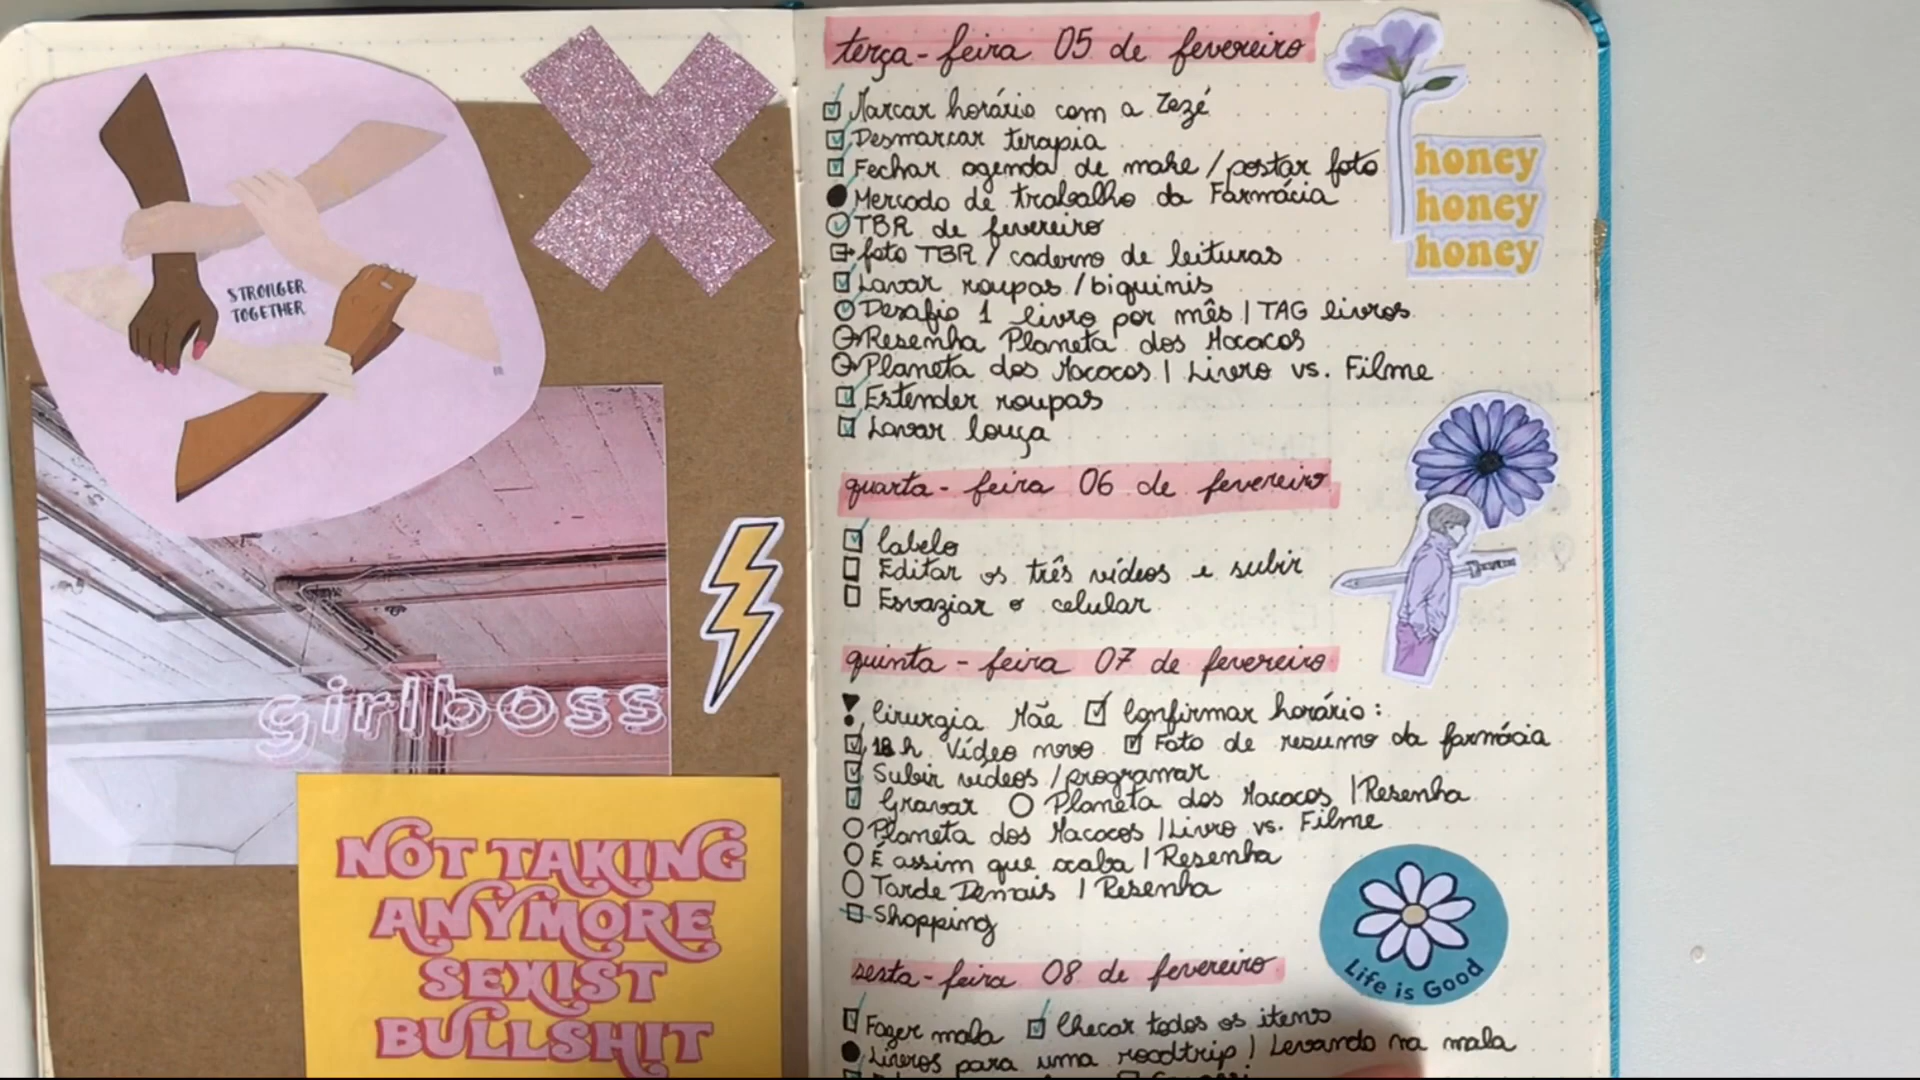 STRONGER
TOGETHER
girlboss
NOT TAKING
ANYMORE
SEXIST
BULLSHIT
terça-feira 05 de fevereiro
Marcar horário com a Zezé
Desmarcar terapia
Fechar agenda de make / postar foto
Mercado de trabalho da Farmácia
TBR de fevereiro
foto TBR / caderno de leituras
Lavar roupas / biquinis
Desafio 1 livro por mês | TAG livros
Resenha Planeta dos Macacos
Planeta dos Macacos | Livro vs. Filme
Estender roupas
Lavar louça
honey
honey
honey
quarta-feira 06 de fevereiro
Cabelo
Editar os três vídeos e subir
Esvaziar o celular
quinta-feira 07 de fevereiro
Cirurgia Mãe Confirmar horário:
18h Vídeo novo Foto de resumo da farmácia
Subir vídeos / programar
Gravar Planeta dos Macacos | Resenha
Planeta dos Macacos | Livro vs. Filme
É assim que acaba | Resenha
Tarde Demais | Resenha
Shopping
Life is Good
sexta-feira 08 de fevereiro
Fazer mala Checar todos os itens
Livros para uma roadtrip | Levando na mala